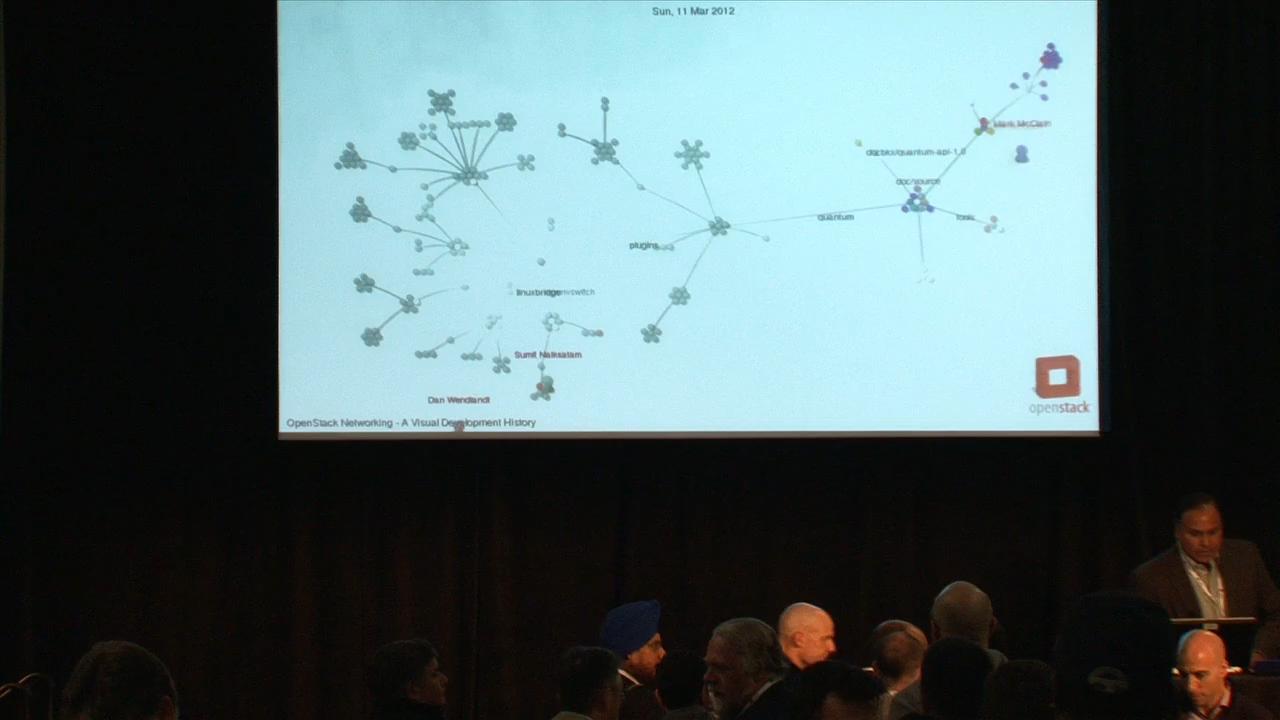 Sun, 11 Mar 2012
Mark McClain
docbkx/quantum-api-1.0
doc/source
quantum
tools
plugins
linuxbridge
openvswitch
Sumit Naiksatam
Dan Wendlandt
OpenStack Networking - A Visual Development History
openstack